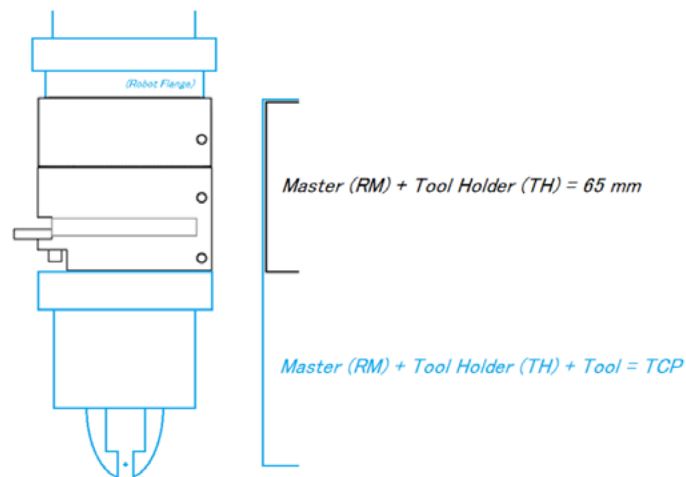 (Robot Flange)
Master (RM) + Tool Holder (TH) = 65 mm
Master (RM) + Tool Holder (TH) + Tool = TCP